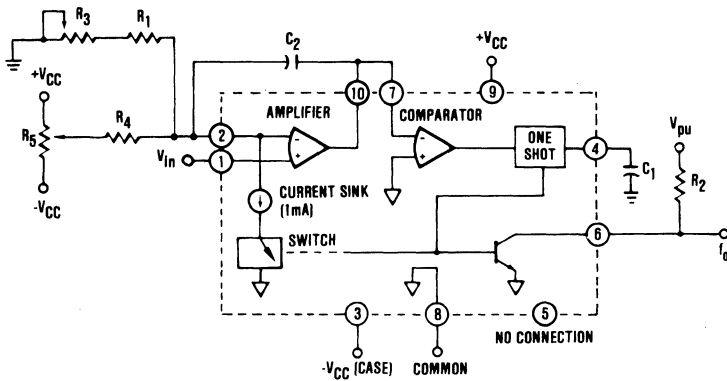 R3
R1
C2
+VCC
+VCC
10
7
9
AMPLIFIER
COMPARATOR
Vpu
R5
R4
2
-
-
ONE
SHOT
4
R2
VIn
1
+
+
C1
CURRENT SINK
(1mA)
-VCC
6
SWITCH
fo
3
8
5
NO CONNECTION
-VCC (CASE)
COMMON